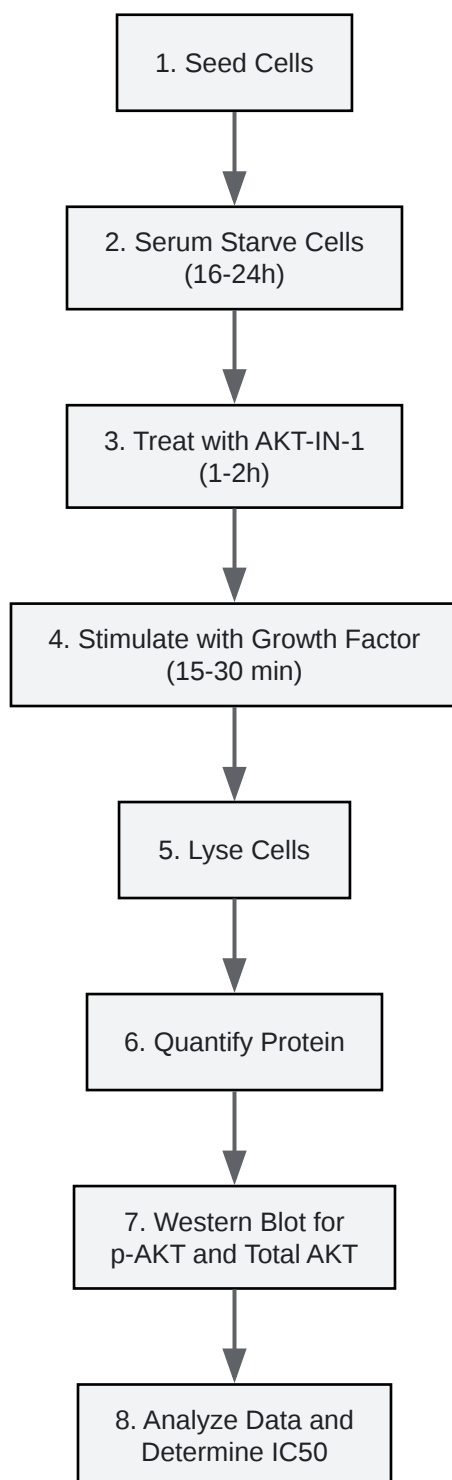 1. Seed Cells
2. Serum Starve Cells
(16-24h)
3. Treat with AKT-IN-1
(1-2h)
4. Stimulate with Growth Factor
(15-30 min)
5. Lyse Cells
6. Quantify Protein
7. Western Blot for
p-AKT and Total AKT
8. Analyze Data and
Determine IC50